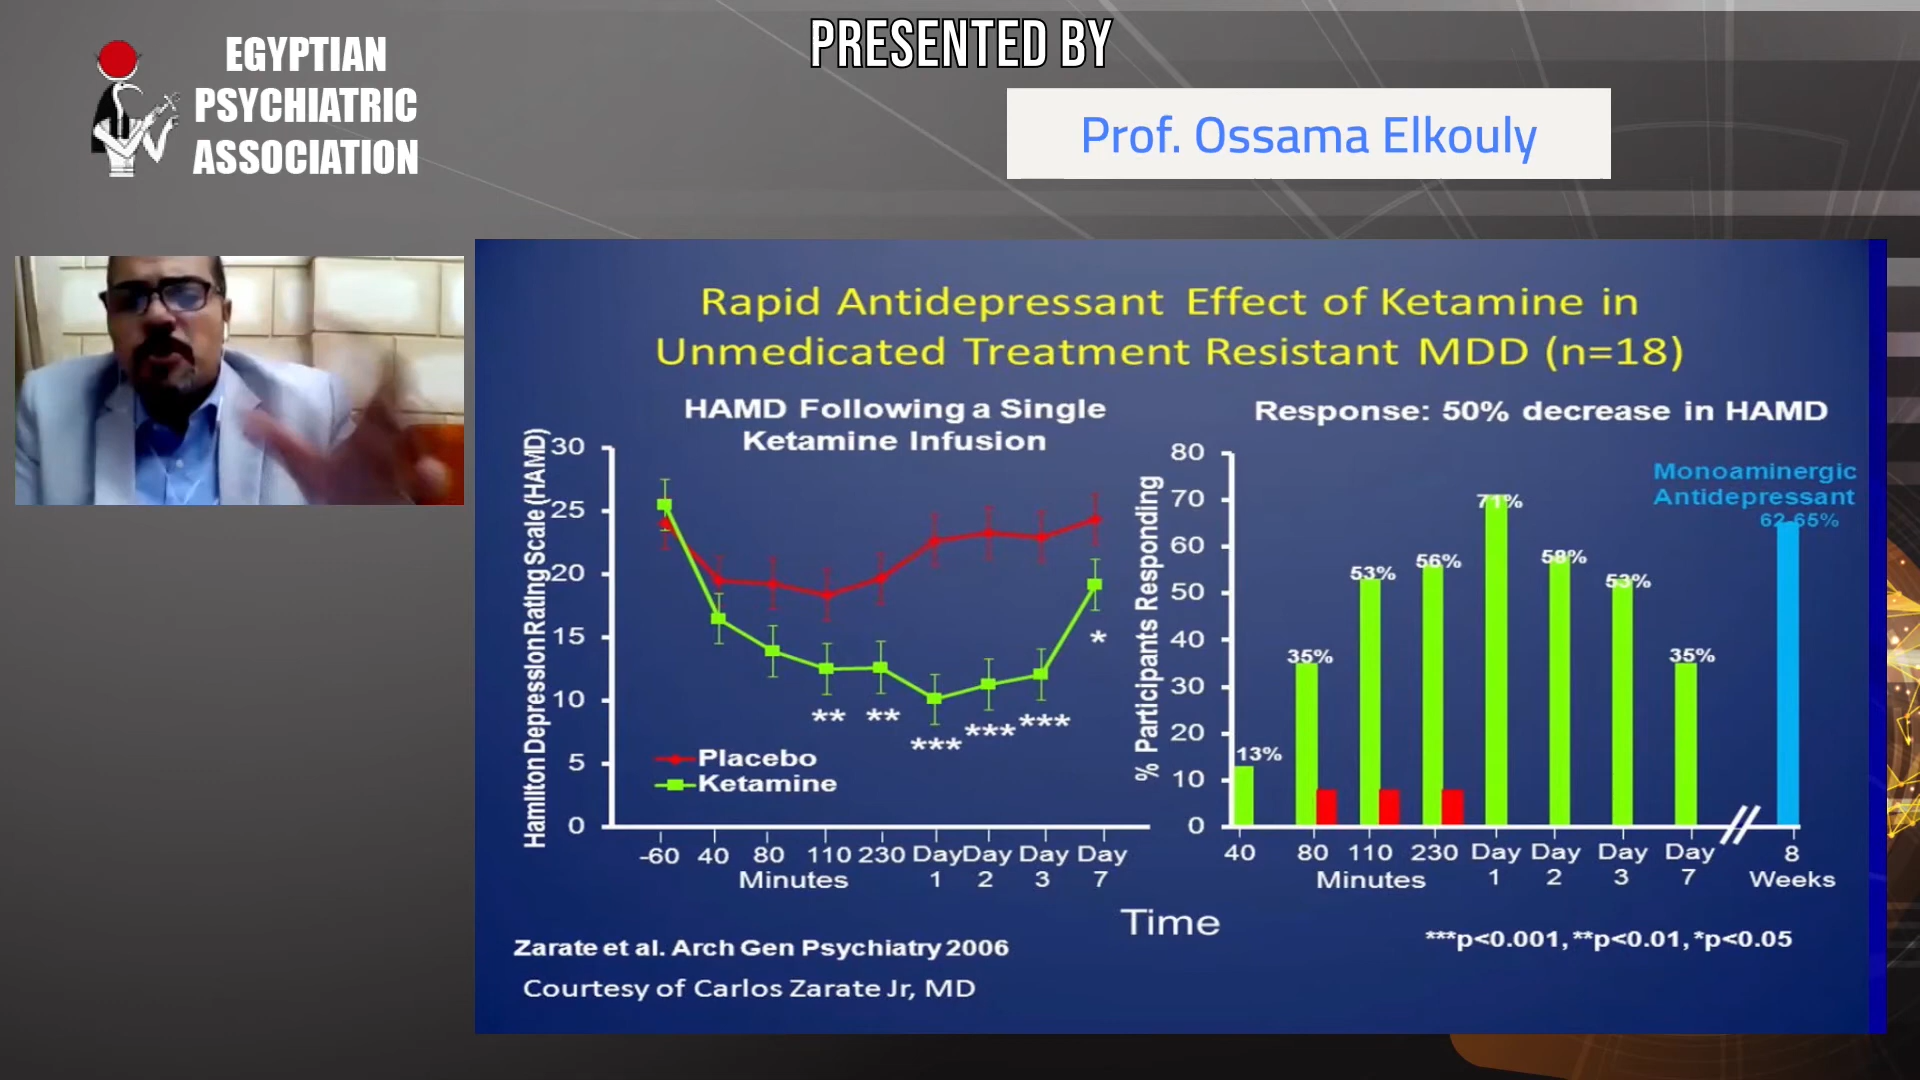 PRESENTED BY
EGYPTIAN
PSYCHIATRIC
ASSOCIATION
Prof. Ossama Elkouly
Rapid Antidepressant Effect of Ketamine in
Unmedicated Treatment Resistant MDD (n=18)
HAMD Following a Single
Ketamine Infusion
Hamilton Depression Rating Scale (HAMD)
30
25
20
15
10
5
0
** ** *** *** *** *
Placebo
Ketamine
-60 40 80 110 230 Day Day Day Day
Minutes 1 2 3 7
Response: 50% decrease in HAMD
% Participants Responding
80
70
60
50
40
30
20
10
0
13% 35% 53% 56% 71% 58% 53% 35%
Monoaminergic
Antidepressant
62-65%
40 80 110 230 Day Day Day Day 8
Minutes 1 2 3 7 Weeks
Time
***p<0.001, **p<0.01, *p<0.05
Zarate et al. Arch Gen Psychiatry 2006
Courtesy of Carlos Zarate Jr, MD